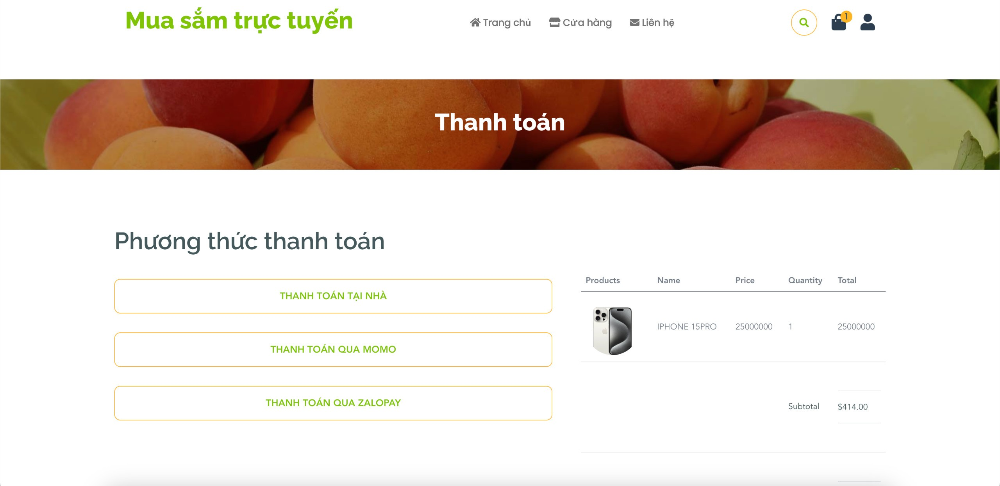 Mua sắm trực tuyến
Trang chủ Cửa hàng Liên hệ
1
Thanh toán
Phương thức thanh toán
THANH TOÁN TẠI NHÀ
THANH TOÁN QUA MOMO
THANH TOÁN QUA ZALOPAY
Products Name Price Quantity Total
IPHONE 15PRO 25000000 1 25000000
Subtotal $414.00